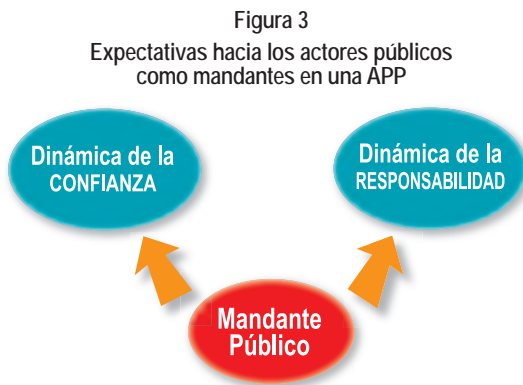 Figura 3
Expectativas hacia los actores públicos
como mandantes en una APP
Dinámica de la
CONFIANZA
Dinámica de la
RESPONSABILIDAD
Mandante
Público